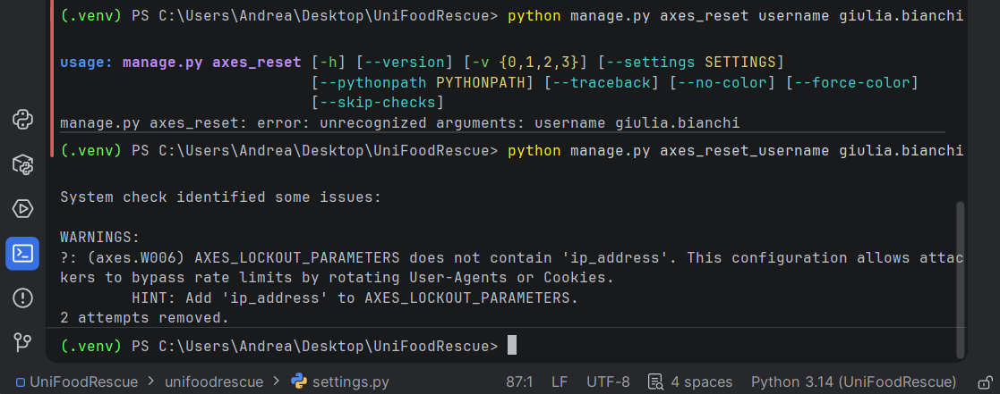 (.venv) PS C:\Users\Andrea\Desktop\UniFoodRescue> python manage.py axes_reset username giulia.bianchi
usage: manage.py axes_reset [-h] [--version] [-v {0,1,2,3}] [--settings SETTINGS]
[--pythonpath PYTHONPATH] [--traceback] [--no-color] [--force-color]
[--skip-checks]
manage.py axes_reset: error: unrecognized arguments: username giulia.bianchi
(.venv) PS C:\Users\Andrea\Desktop\UniFoodRescue> python manage.py axes_reset_username giulia.bianchi
System check identified some issues:
WARNINGS:
?: (axes.W006) AXES_LOCKOUT_PARAMETERS does not contain 'ip_address'. This configuration allows attac
kers to bypass rate limits by rotating User-Agents or Cookies.
HINT: Add 'ip_address' to AXES_LOCKOUT_PARAMETERS.
2 attempts removed.
(.venv) PS C:\Users\Andrea\Desktop\UniFoodRescue>
UniFoodRescue > unifoodrescue > settings.py 87:1 LF UTF-8 4 spaces Python 3.14 (UniFoodRescue)